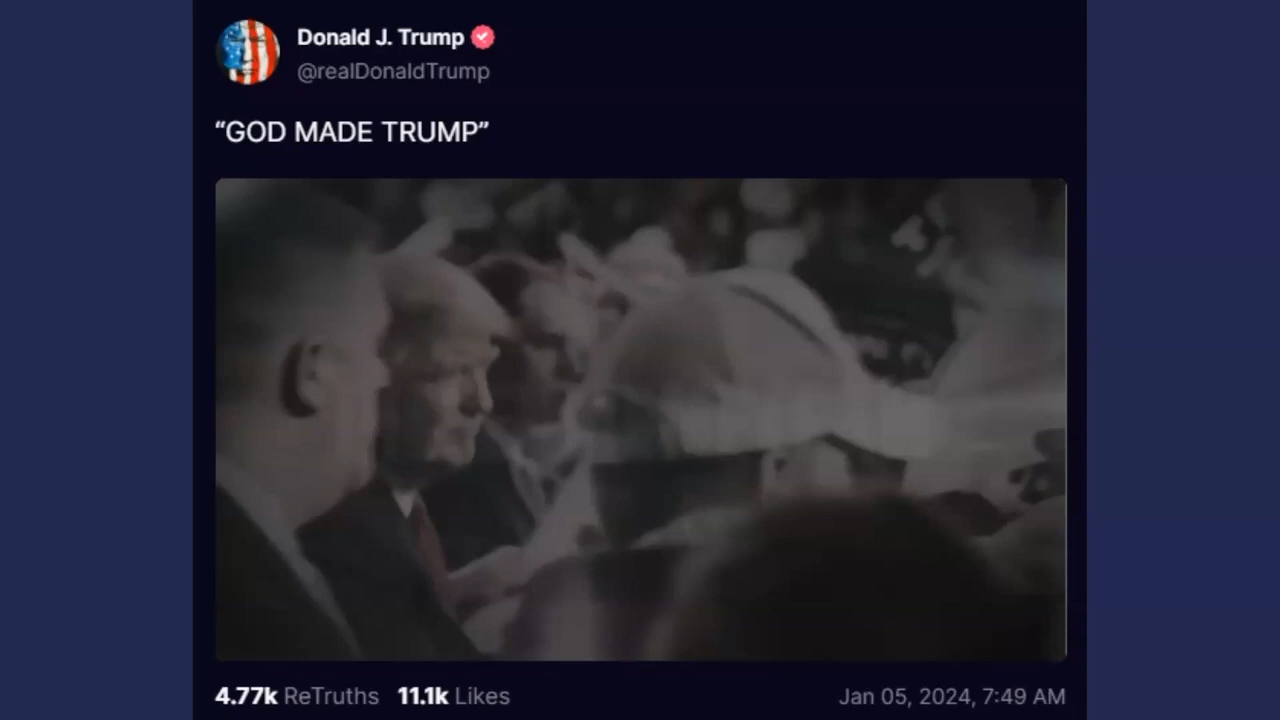 Donald J. Trump
@realDonaldTrump
“GOD MADE TRUMP”
4.77k ReTruths 11.1k Likes
Jan 05, 2024, 7:49 AM